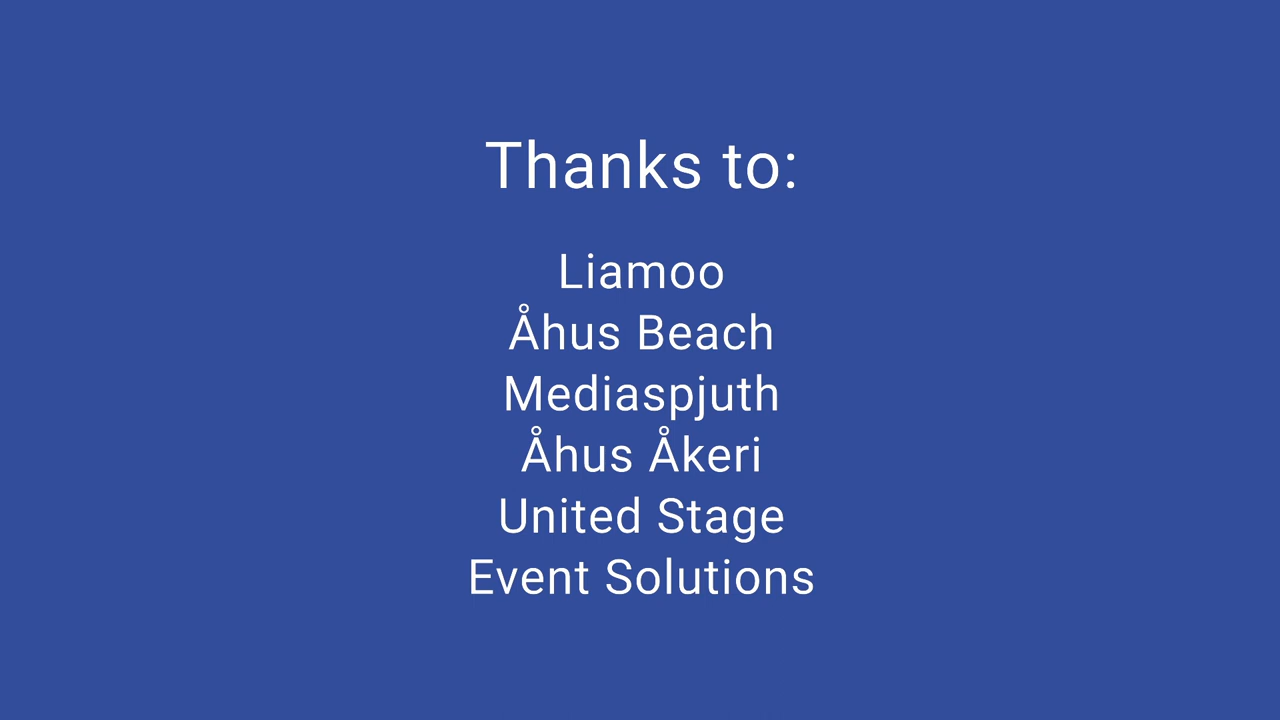 Thanks to:
Liamoo
Åhus Beach
Mediaspjuth
Åhus Åkeri
United Stage
Event Solutions